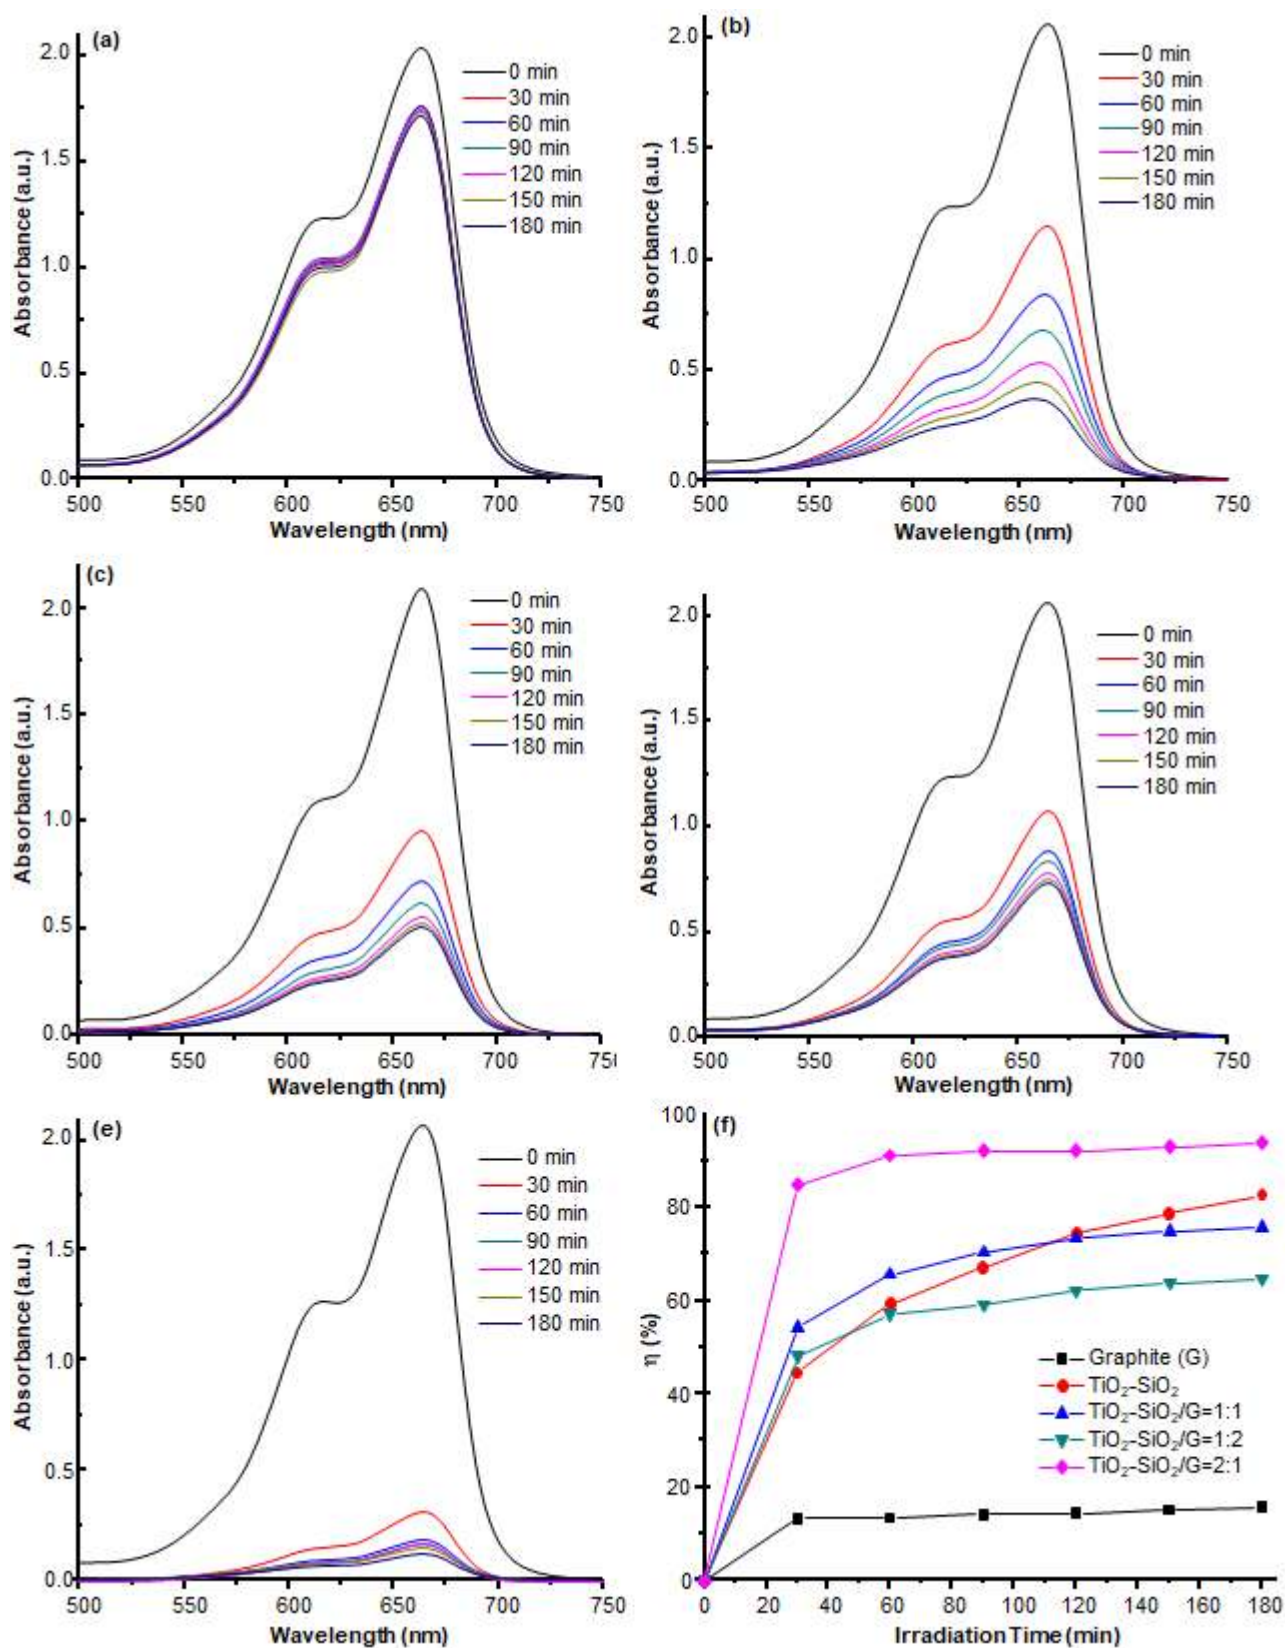 (a)
2.0
1.5
1.0
0.5
0.0
Absorbance (a.u.)
0 min
30 min
60 min
90 min
120 min
150 min
180 min
500 550 600 650 700 750
Wavelength (nm)
(b)
2.0
1.5
1.0
0.5
0.0
Absorbance (a.u.)
0 min
30 min
60 min
90 min
120 min
150 min
180 min
500 550 600 650 700 750
Wavelength (nm)
(c)
2.0
1.5
1.0
0.5
0.0
Absorbance (a.u.)
0 min
30 min
60 min
90 min
120 min
150 min
180 min
500 550 600 650 700 750
Wavelength (nm)
2.0
1.5
1.0
0.5
0.0
Absorbance (a.u.)
0 min
30 min
60 min
90 min
120 min
150 min
180 min
500 550 600 650 700 750
Wavelength (nm)
(e)
2.0
1.5
1.0
0.5
0.0
Absorbance (a.u.)
0 min
30 min
60 min
90 min
120 min
150 min
180 min
500 550 600 650 700 750
Wavelength (nm)
(f)
100
80
60
40
20
0
η (%)
Graphite (G)
TiO₂-SiO₂
TiO₂-SiO₂/G=1:1
TiO₂-SiO₂/G=1:2
TiO₂-SiO₂/G=2:1
0 20 40 60 80 100 120 140 160 180
Irradiation Time (min)